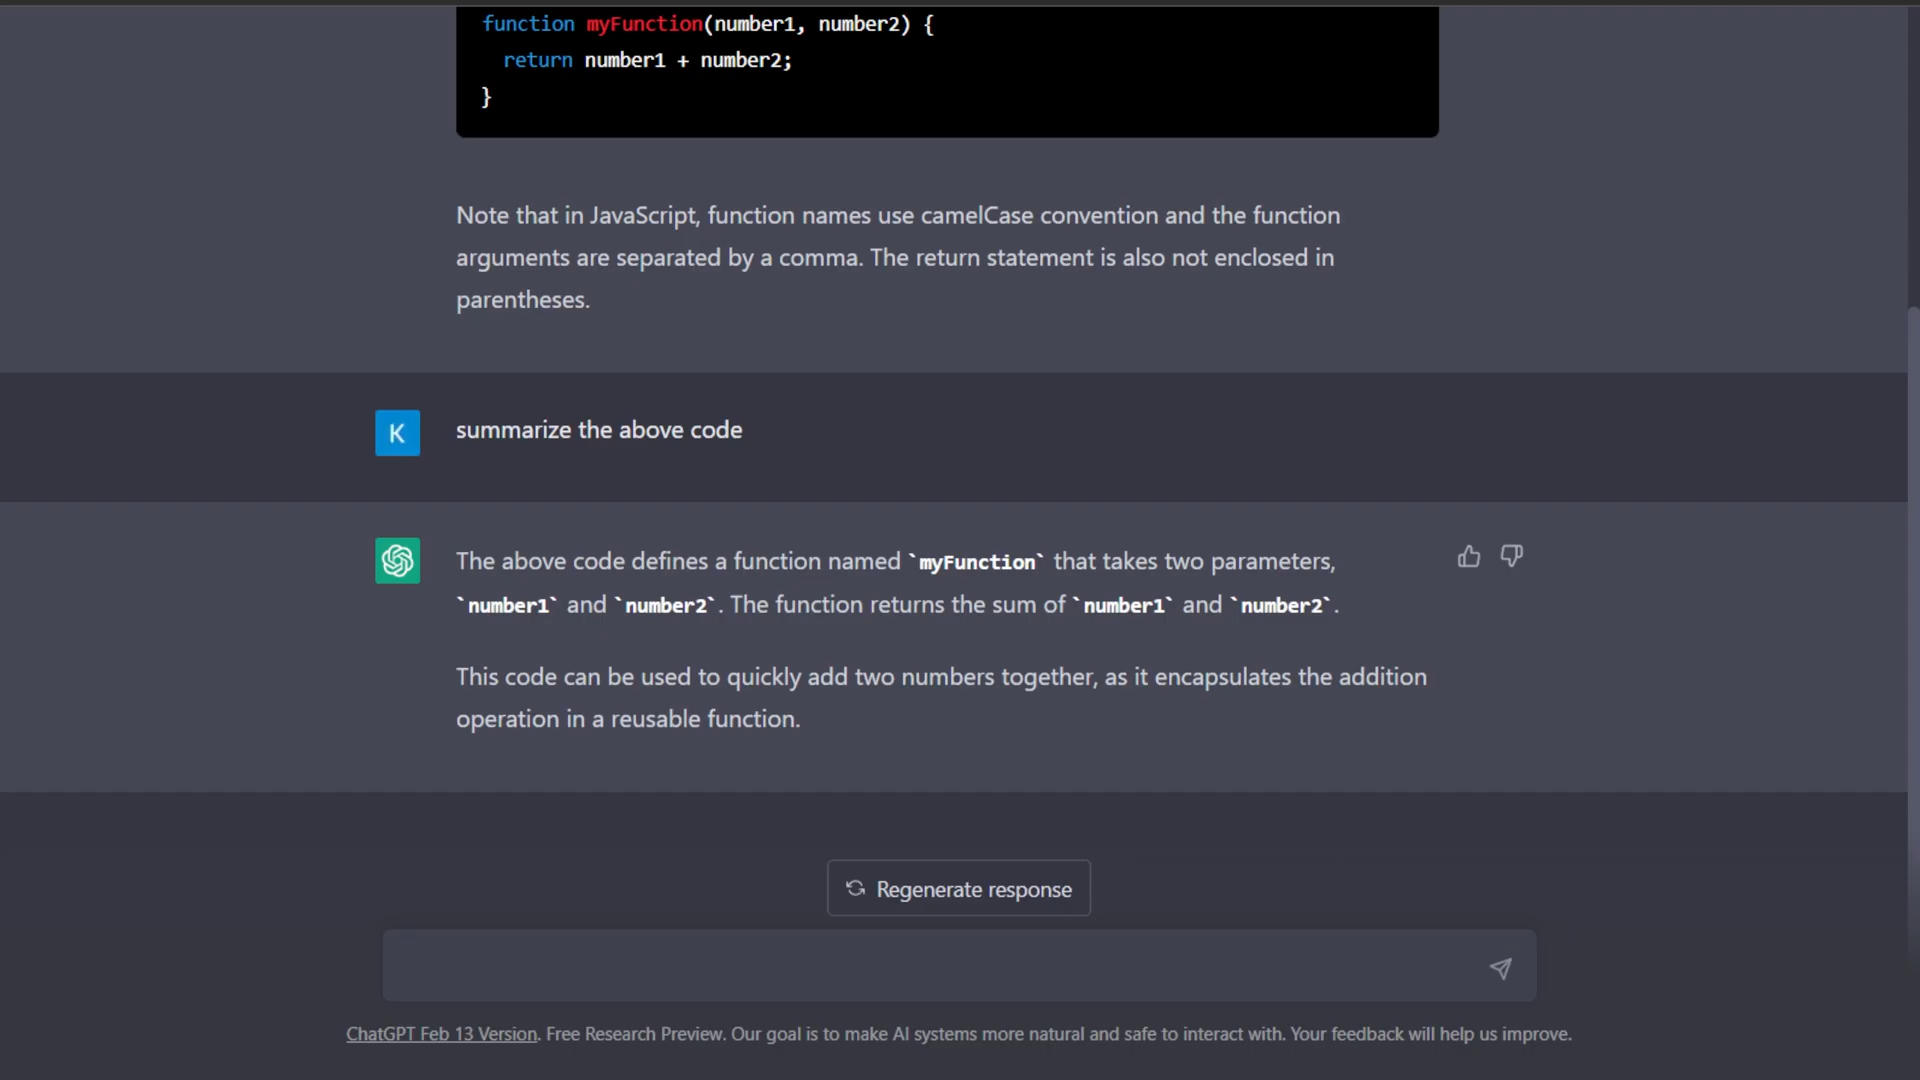 function myFunction(number1, number2) {
return number1 + number2;
}
Note that in JavaScript, function names use camelCase convention and the function
arguments are separated by a comma. The return statement is also not enclosed in
parentheses.
K
summarize the above code
The above code defines a function named `myFunction` that takes two parameters,
`number1` and `number2`. The function returns the sum of `number1` and `number2`.
This code can be used to quickly add two numbers together, as it encapsulates the addition
operation in a reusable function.
Regenerate response
ChatGPT Feb 13 Version. Free Research Preview. Our goal is to make AI systems more natural and safe to interact with. Your feedback will help us improve.